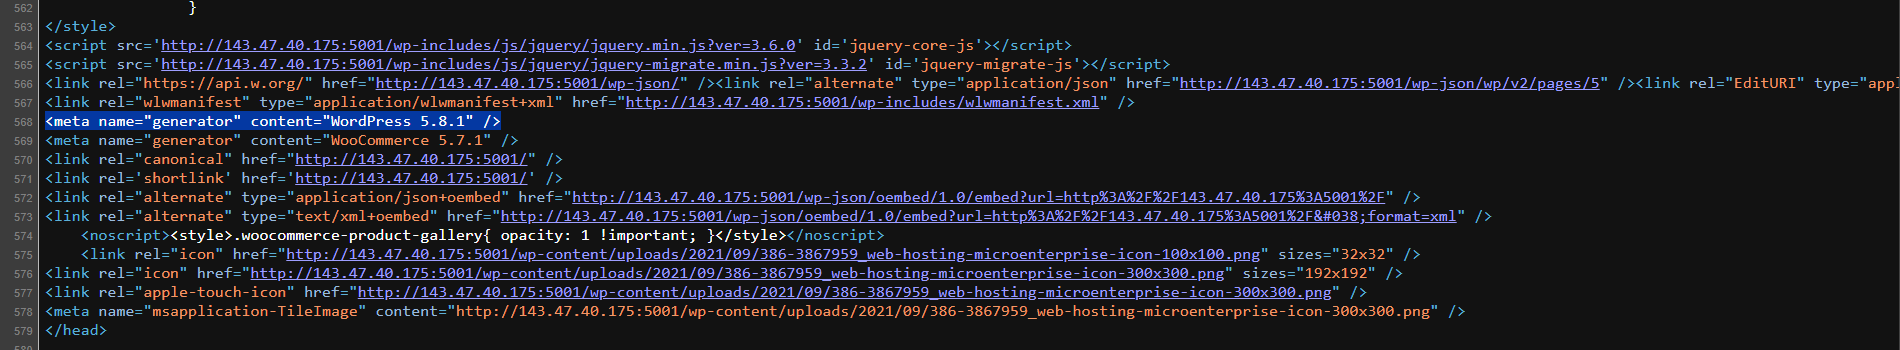 562                 }
563 </style>
564 <script src='http://143.47.40.175:5001/wp-includes/js/jquery/jquery.min.js?ver=3.6.0' id='jquery-core-js'></script>
565 <script src='http://143.47.40.175:5001/wp-includes/js/jquery/jquery-migrate.min.js?ver=3.3.2' id='jquery-migrate-js'></script>
566 <link rel="https://api.w.org/" href="http://143.47.40.175:5001/wp-json/" /><link rel="alternate" type="application/json" href="http://143.47.40.175:5001/wp-json/wp/v2/pages/5" /><link rel="EditURI" type="appl
567 <link rel="wlwmanifest" type="application/wlwmanifest+xml" href="http://143.47.40.175:5001/wp-includes/wlwmanifest.xml" />
568 <meta name="generator" content="WordPress 5.8.1" />
569 <meta name="generator" content="WooCommerce 5.7.1" />
570 <link rel="canonical" href="http://143.47.40.175:5001/" />
571 <link rel='shortlink' href='http://143.47.40.175:5001/' />
572 <link rel="alternate" type="application/json+oembed" href="http://143.47.40.175:5001/wp-json/oembed/1.0/embed?url=http%3A%2F%2F143.47.40.175%3A5001%2F" />
573 <link rel="alternate" type="text/xml+oembed" href="http://143.47.40.175:5001/wp-json/oembed/1.0/embed?url=http%3A%2F%2F143.47.40.175%3A5001%2F&#038;format=xml" />
574     <noscript><style>.woocommerce-product-gallery{ opacity: 1 !important; }</style></noscript>
575     <link rel="icon" href="http://143.47.40.175:5001/wp-content/uploads/2021/09/386-3867959_web-hosting-microenterprise-icon-100x100.png" sizes="32x32" />
576 <link rel="icon" href="http://143.47.40.175:5001/wp-content/uploads/2021/09/386-3867959_web-hosting-microenterprise-icon-300x300.png" sizes="192x192" />
577 <link rel="apple-touch-icon" href="http://143.47.40.175:5001/wp-content/uploads/2021/09/386-3867959_web-hosting-microenterprise-icon-300x300.png" />
578 <meta name="msapplication-TileImage" content="http://143.47.40.175:5001/wp-content/uploads/2021/09/386-3867959_web-hosting-microenterprise-icon-300x300.png" />
579 </head>